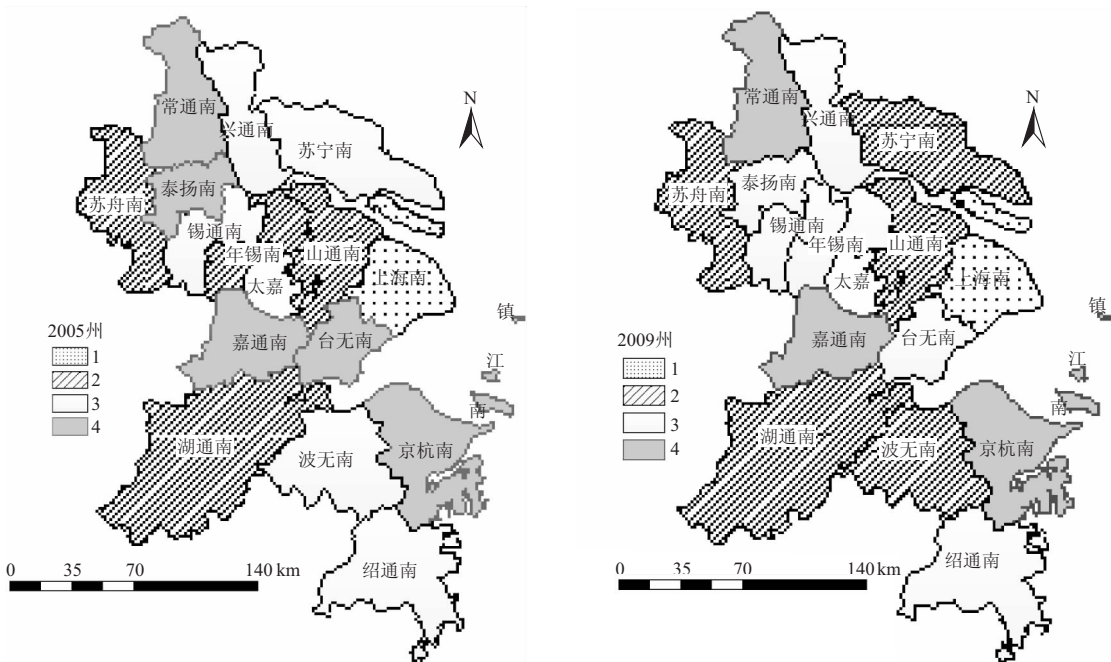 常通南
兴通南
苏宁南
N
泰扬南
苏舟南
锡通南
年锡南
山通南
太嘉
上海南
2005州
1
2
3
4
嘉通南
台无南
镇
江
南
湖通南
波无南
京杭南
绍通南
0 35 70 140 km
常通南
兴通南
苏宁南
N
泰扬南
苏舟南
锡通南
年锡南
山通南
太嘉
上海南
2009州
1
2
3
4
嘉通南
台无南
镇
江
南
湖通南
波无南
京杭南
绍通南
0 35 70 140 km